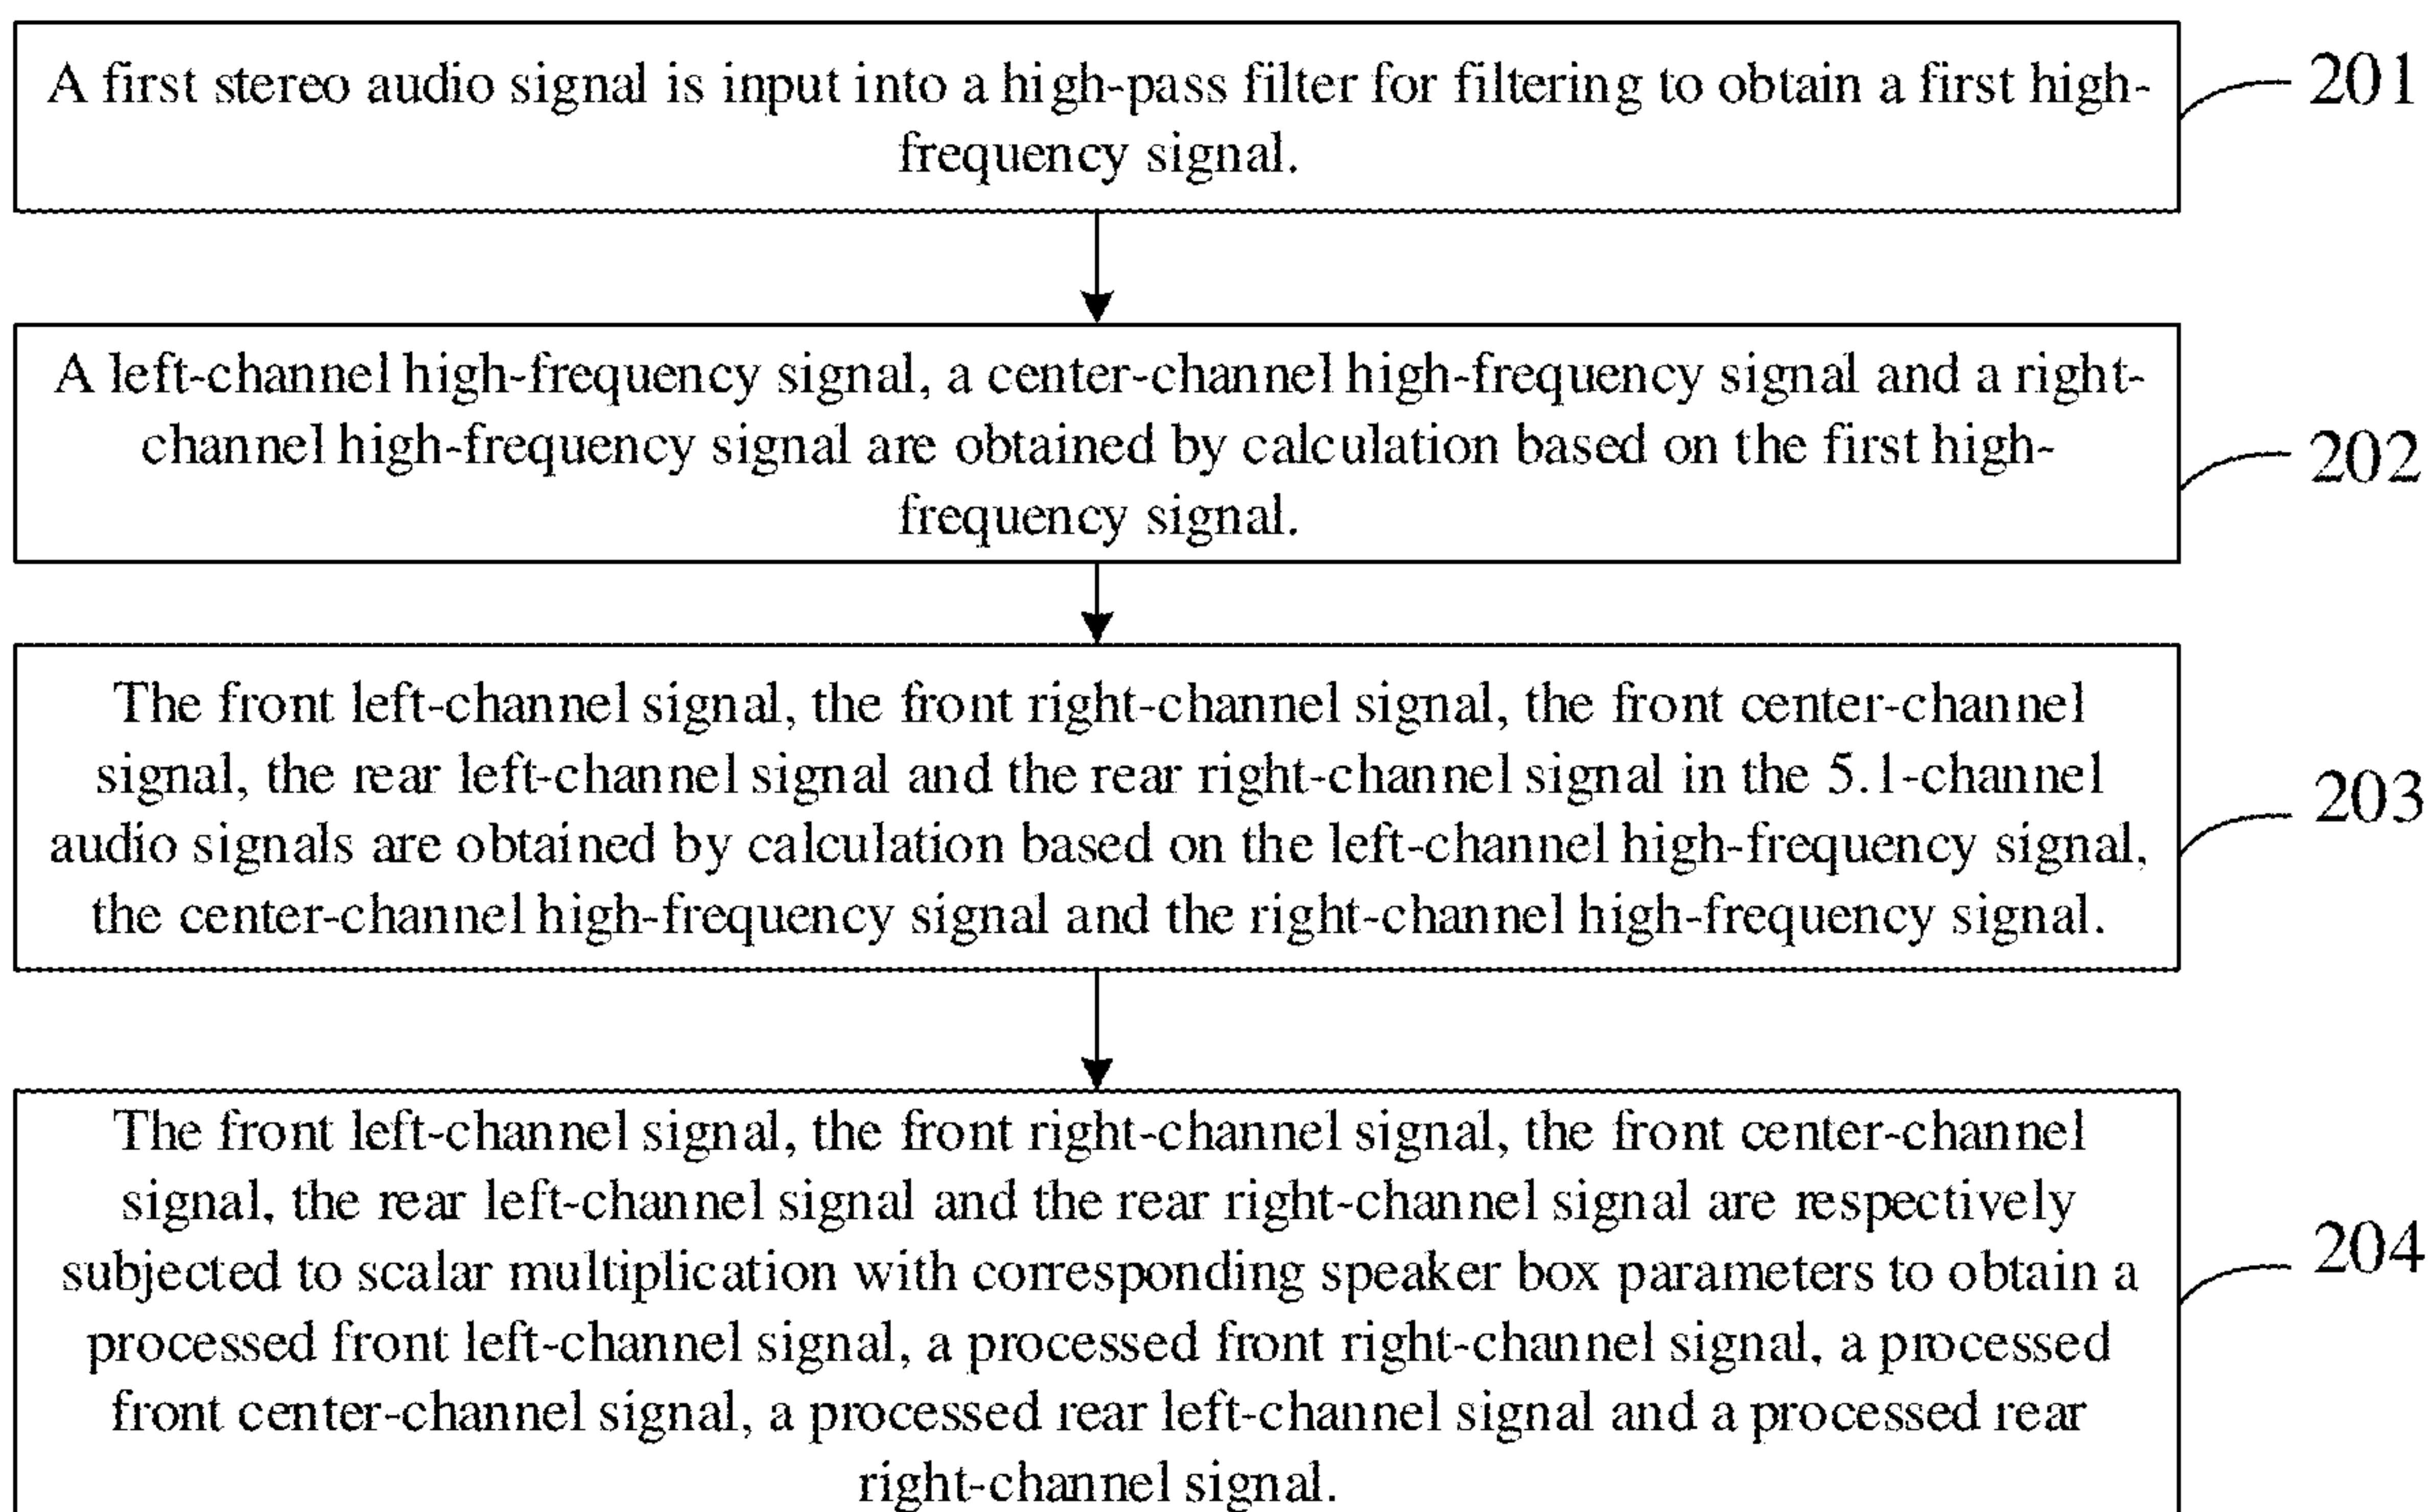 A first stereo audio signal is input into a high-pass filter for filtering to obtain a first high-
frequency signal.
201
A left-channel high-frequency signal, a center-channel high-frequency signal and a right-
channel high-frequency signal are obtained by calculation based on the first high-
frequency signal.
202
The front left-channel signal, the front right-channel signal, the front center-channel
signal, the rear left-channel signal and the rear right-channel signal in the 5.1-channel
audio signals are obtained by calculation based on the left-channel high-frequency signal,
the center-channel high-frequency signal and the right-channel high-frequency signal.
203
The front left-channel signal, the front right-channel signal, the front center-channel
signal, the rear left-channel signal and the rear right-channel signal are respectively
subjected to scalar multiplication with corresponding speaker box parameters to obtain a
processed front left-channel signal, a processed front right-channel signal, a processed
front center-channel signal, a processed rear left-channel signal and a processed rear
right-channel signal.
204